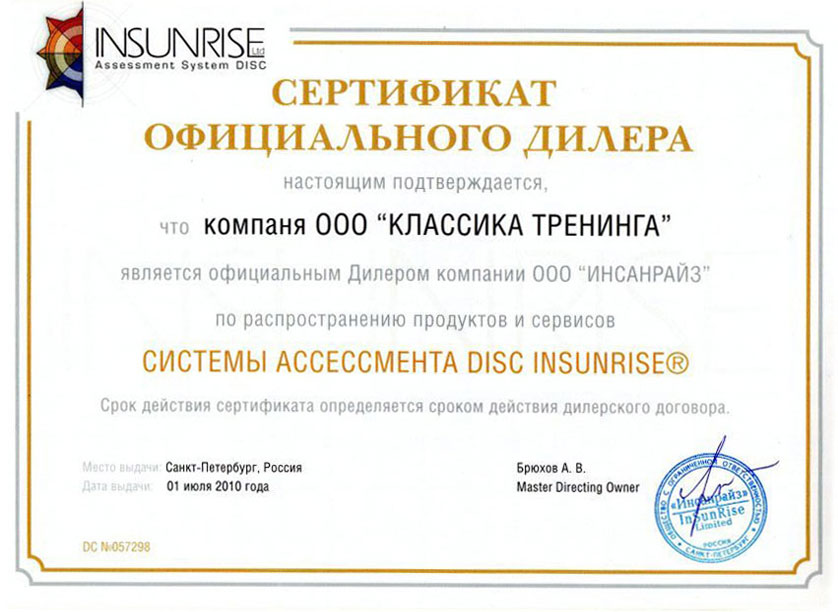 INSUNRISE Ltd
Assessment System DISC
СЕРТИФИКАТ
ОФИЦИАЛЬНОГО ДИЛЕРА
настоящим подтверждается,
что компаня ООО “КЛАССИКА ТРЕНИНГА”
является официальным Дилером компании ООО “ИНСАНРАЙЗ”
по распространению продуктов и сервисов
СИСТЕМЫ АССЕССМЕНТА DISC INSUNRISE®
Срок действия сертификата определяется сроком действия дилерского договора.
Место выдачи: Санкт-Петербург, Россия
Дата выдачи: 01 июля 2010 года
Брюхов А. В.
Master Directing Owner
DC №057298
ОБЩЕСТВО С ОГРАНИЧЕННОЙ ОТВЕТСТВЕННОСТЬЮ
«Инсанрайз»
InSunRise
Limited
РОССИЯ
САНКТ-ПЕТЕРБУРГ